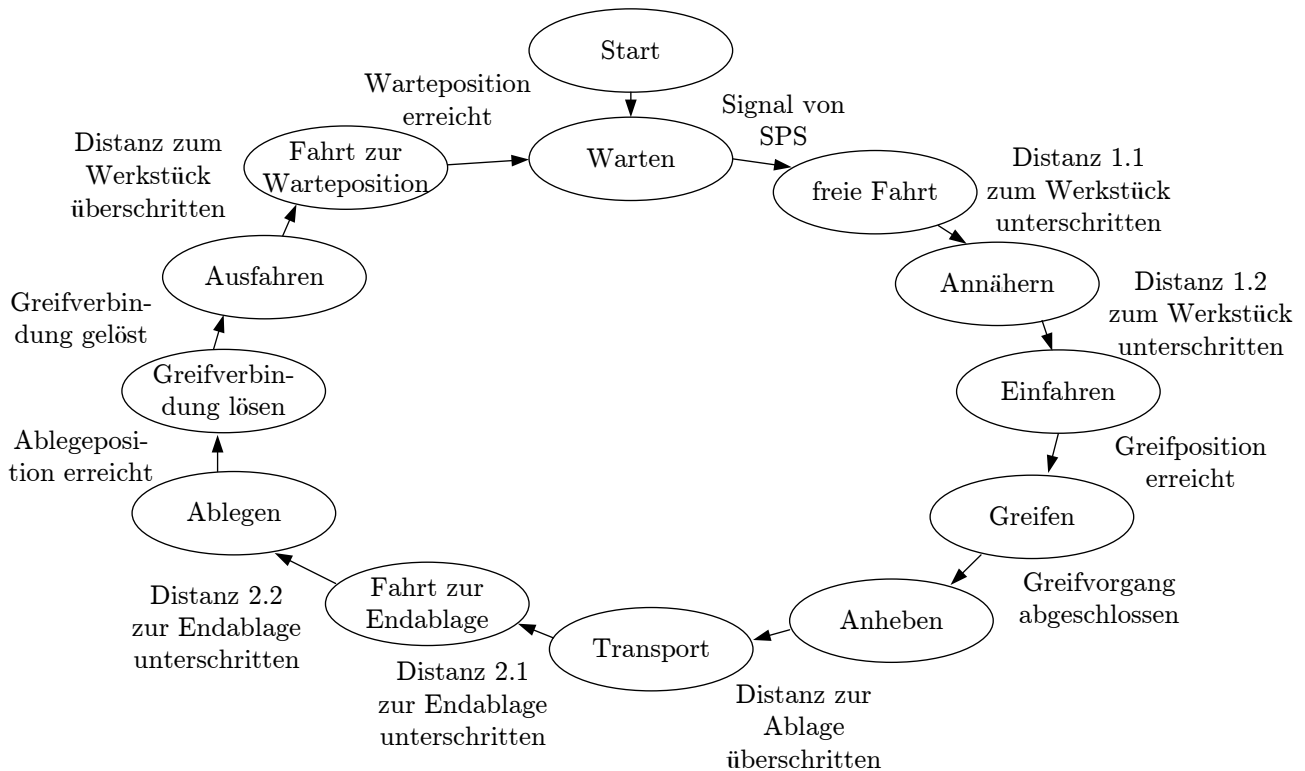 Start
Warteposition
erreicht
Signal von
SPS
Distanz zum
Werkstück
überschritten
Fahrt zur
Warteposition
Warten
freie Fahrt
Distanz 1.1
zum Werkstück
unterschritten
Ausfahren
Annähern
Distanz 1.2
zum Werkstück
unterschritten
Greifverbin-
dung gelöst
Greifverbin-
dung lösen
Einfahren
Ableposi-
tion erreicht
Greifposition
erreicht
Ablegen
Greifen
Distanz 2.2
zur Endablage
unterschritten
Fahrt zur
Endablage
Greifvorgang
abgeschlossen
Anheben
Transport
Distanz 2.1
zur Endablage
unterschritten
Distanz zur
Ablage
überschritten